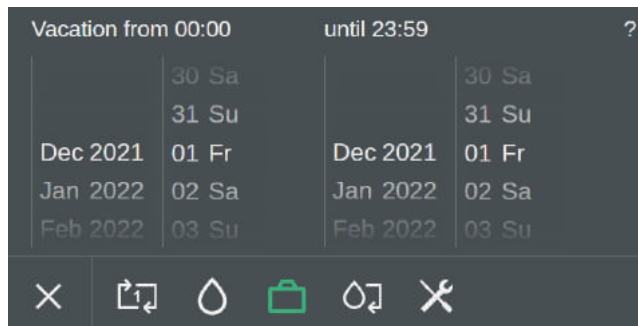 Vacation from 00:00 until 23:59 ?
30 Sa 30 Sa
31 Su 31 Su
Dec 2021 01 Fr Dec 2021 01 Fr
Jan 2022 02 Sa Jan 2022 02 Sa
Feb 2022 03 Su Feb 2022 03 Su
1